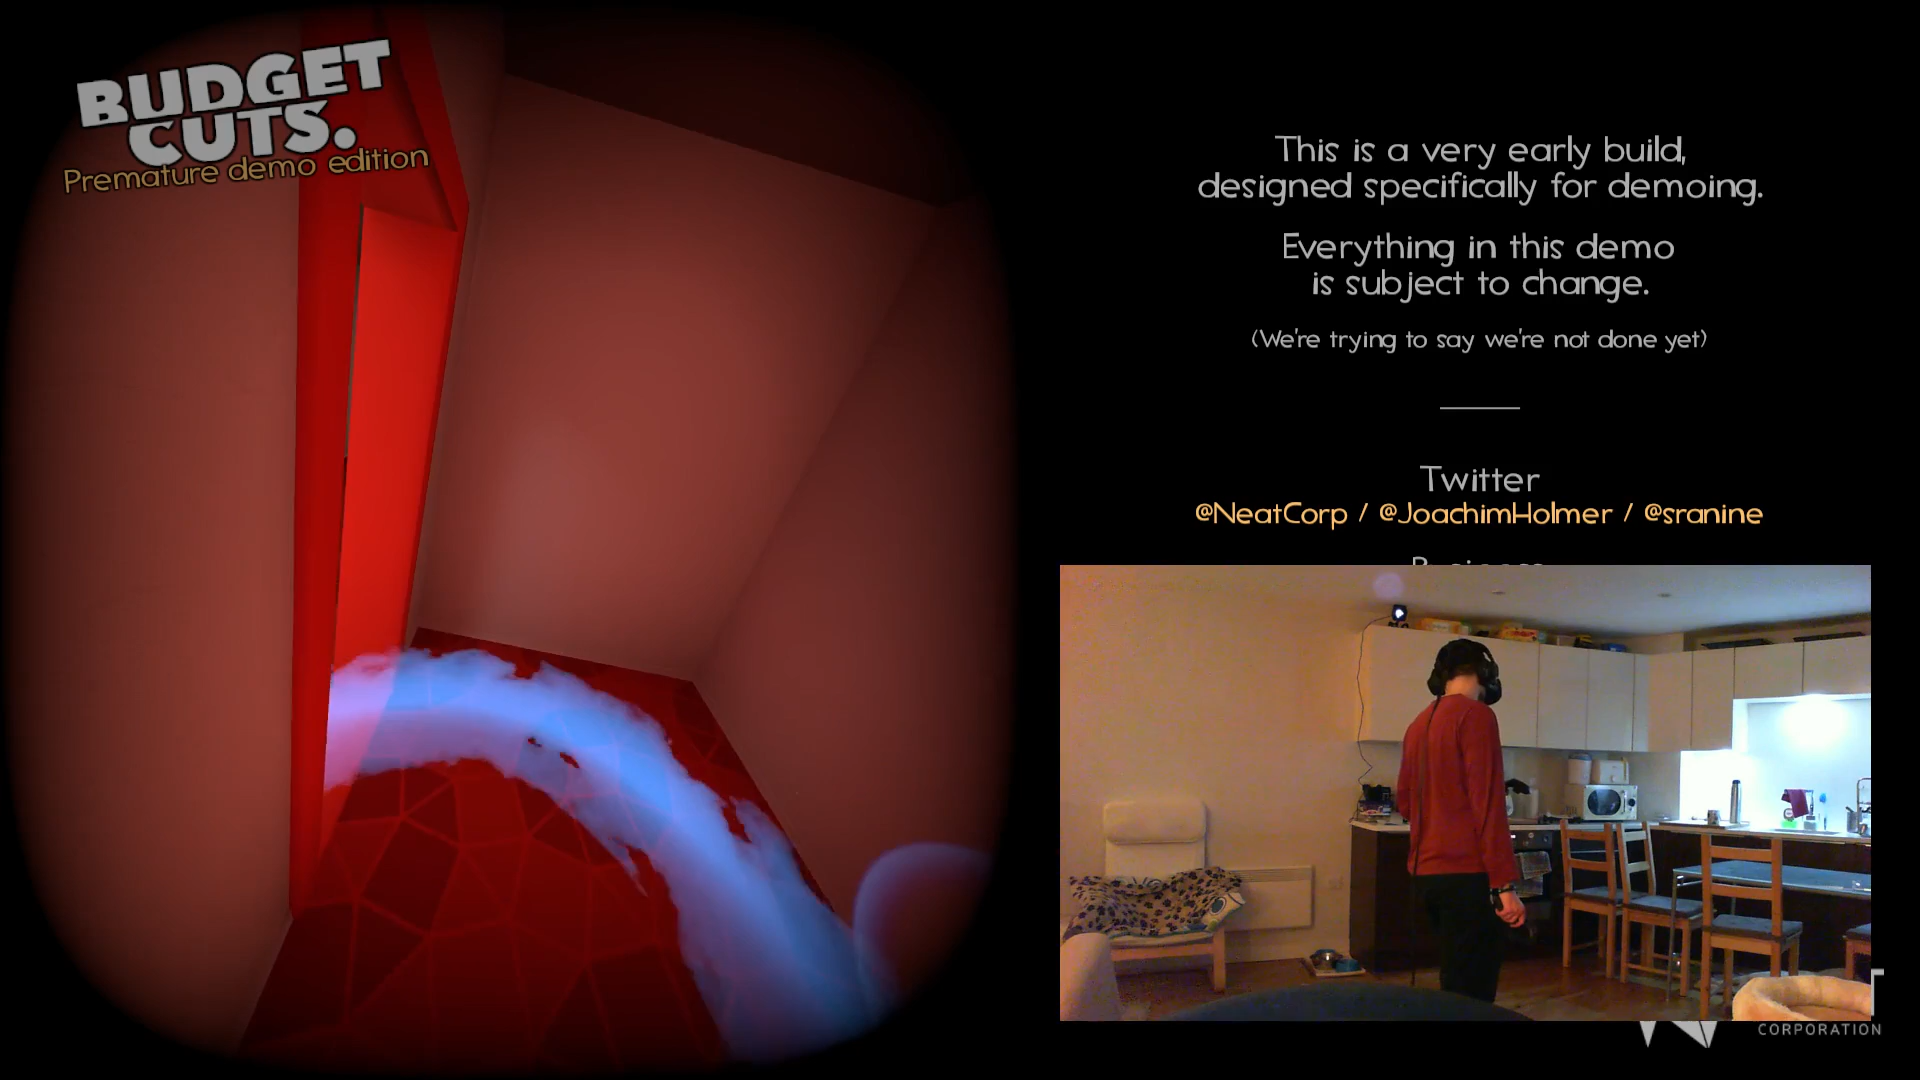 BUDGET
CUTS.
Premature demo edition
This is a very early build,
designed specifically for demoing.
Everything in this demo
is subject to change.
(We're trying to say we're not done yet)
Twitter
@NeatCorp / @JoachimHolmer / @sranine
CORPORATION